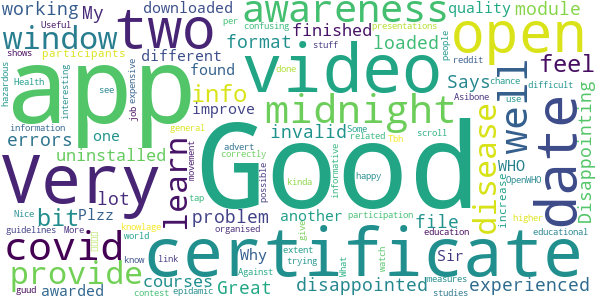 awareness
two
My
downloaded
quality
module
working
window
participants
format
finished
loaded
per
confusing
stuff
presentations
open
Useful
shows
app
hazardous
Health
interesting
see
job
expensive
different
found
video
done
people
reddit
feel
info
improve
midnight
Says
chance
difficult
well
information
errors
one
uninstalled
invalid
Some
related
Tbh
scroll
Asibone
use
Disappointing
Very
Good
disease
date
learn
movement
advert
correctly
kinda
possible
informative
general
tap
happy
WHO
increase
OpenWHO
lot
bit
Plzz
problem
another
file
participation
education
educational
Nice
guidelines
More
knowlage
organised
give
higher
covid
certificate
world
know
link
Why
Against
extent
trying
What
watch
Sir
measures
studies
provide
guud
awarded
contest
epidemic
courses
Great
disappointed
experienced